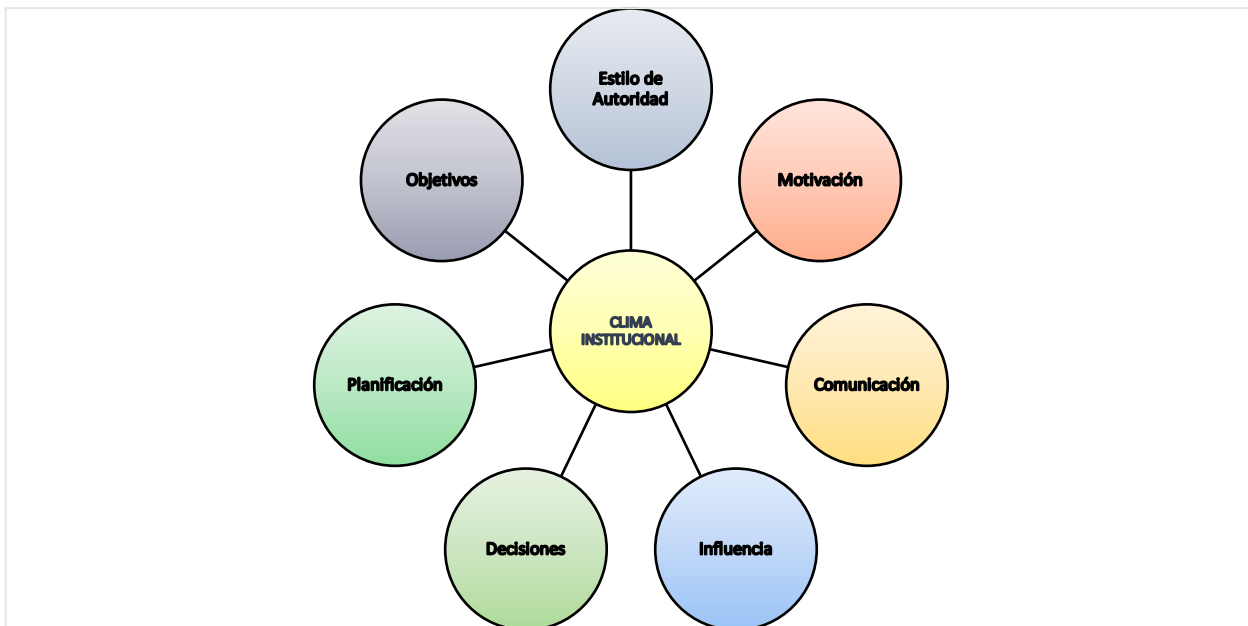 Estilo de
Autoridad
Objetivos
Motivación
CLIMA
INSTITUCIONAL
Planificación
Comunicación
Decisiones
Influencia